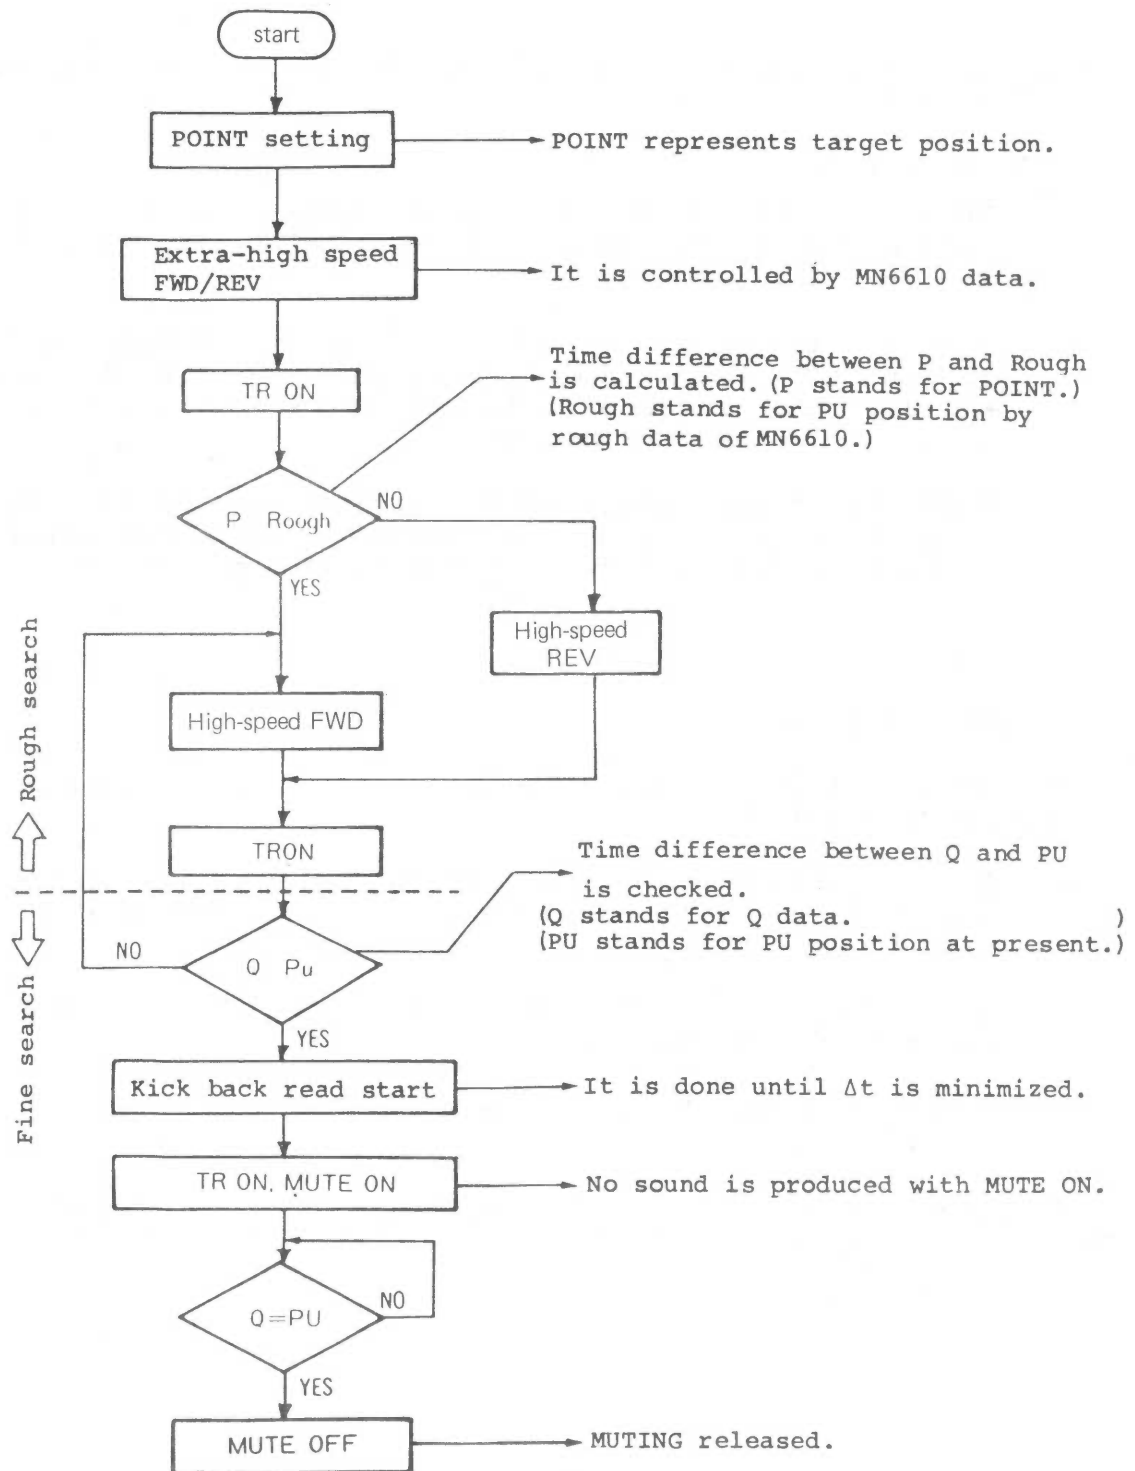 start
POINT setting
POINT represents target position.
Extra-high speed
FWD/REV
It is controlled by MN6610 data.
TR ON
Time difference between P and Rough
is calculated. (P stands for POINT.)
(Rough stands for PU position by
rough data of MN6610.)
P Rough
NO
YES
High-speed
REV
High-speed FWD
Rough search
TRON
Time difference between Q and PU
is checked.
(Q stands for Q data. )
(PU stands for PU position at present.)
NO
Q Pu
YES
Fine search
Kick back read start
It is done until Δt is minimized.
TR ON, MUTE ON
No sound is produced with MUTE ON.
Q=PU
NO
YES
MUTE OFF
MUTING released.